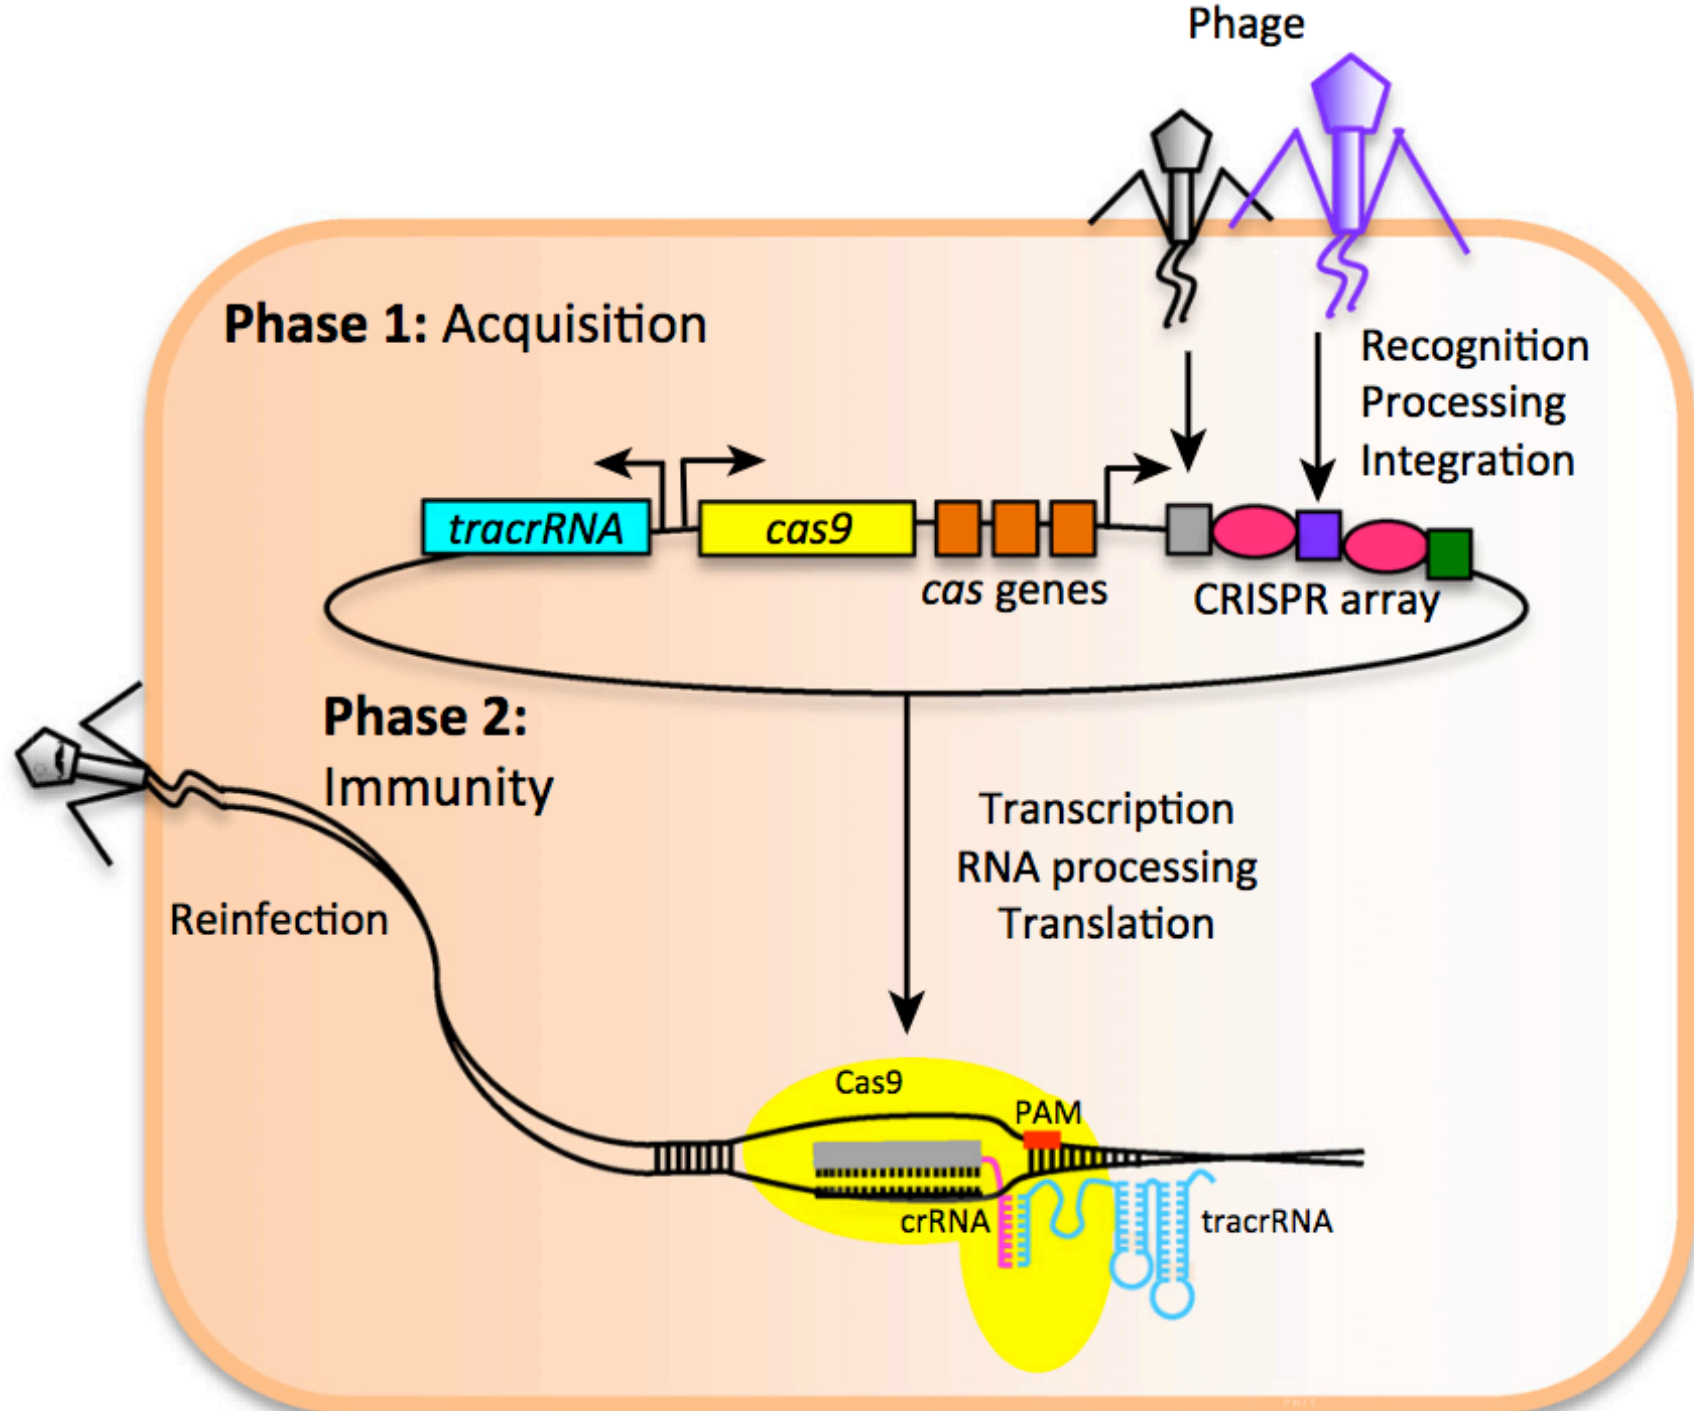 Phage
Phase 1: Acquisition
Recognition
Processing
Integration
tracrRNA
cas9
cas genes
CRISPR array
Phase 2:
Immunity
Transcription
RNA processing
Translation
Reinfection
Cas9
PAM
crRNA
tracrRNA